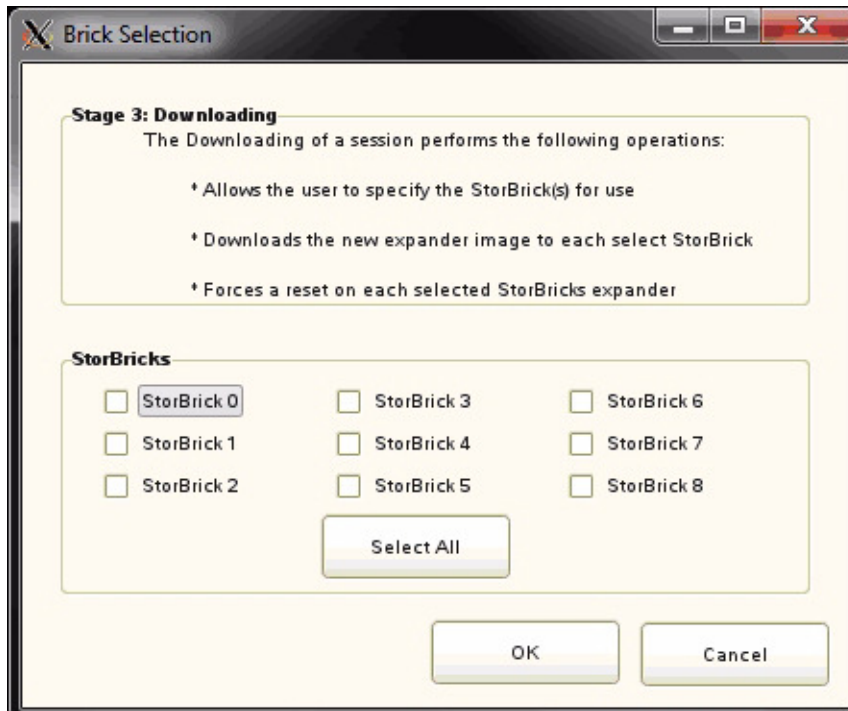 Brick Selection
Stage 3: Downloading
The Downloading of a session performs the following operations:
* Allows the user to specify the StorBrick(s) for use
* Downloads the new expander image to each select StorBrick
* Forces a reset on each selected StorBricks expander
StorBricks
StorBrick 0 StorBrick 3 StorBrick 6
StorBrick 1 StorBrick 4 StorBrick 7
StorBrick 2 StorBrick 5 StorBrick 8
Select All
OK Cancel